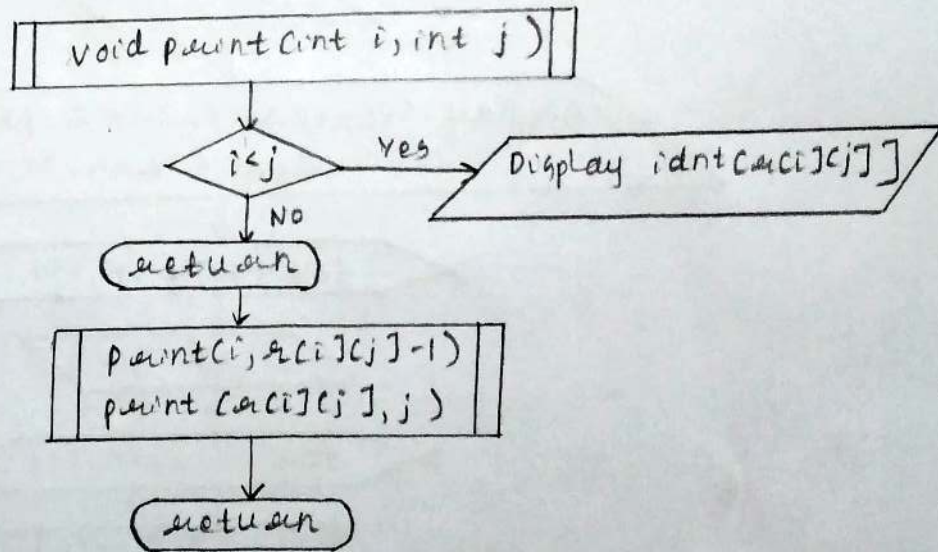 void print(int i, int j)
i<j
Yes
Display idnt[r[i][j]]
No
return
print(i, r[i][j]-1)
print(r[i][j], j)
return